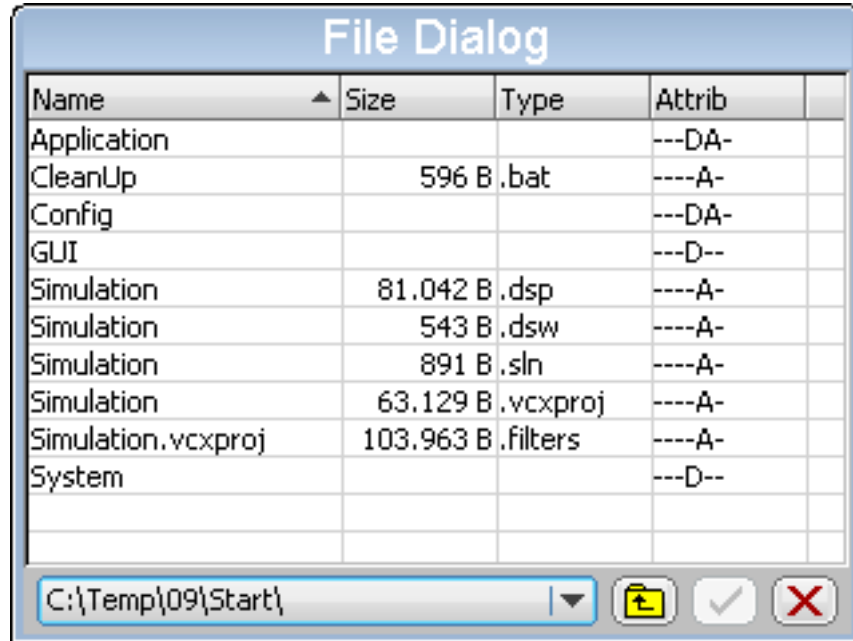 File Dialog
Name Size Type Attrib
Application ---DA-
CleanUp 596 B .bat ----A-
Config ---DA-
GUI ---D--
Simulation 81.042 B .dsp ----A-
Simulation 543 B .dsw ----A-
Simulation 891 B .sln ----A-
Simulation 63.129 B .vcxproj ----A-
Simulation.vcxproj 103.963 B .filters ----A-
System ---D--
C:\Temp\09\Start\